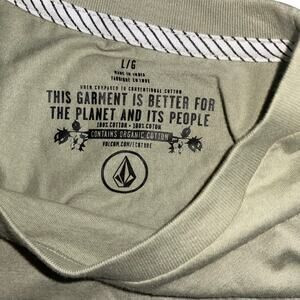 L/G
MADE IN INDIA
FABRIQUÉ EN INDE
WHEN COMPARED TO CONVENTIONAL COTTON
THIS GARMENT IS BETTER FOR
THE PLANET AND ITS PEOPLE
100% COTTON • 100% COTON
CONTAINS ORGANIC COTTON
VOLCOM.COM/ECOTRUE